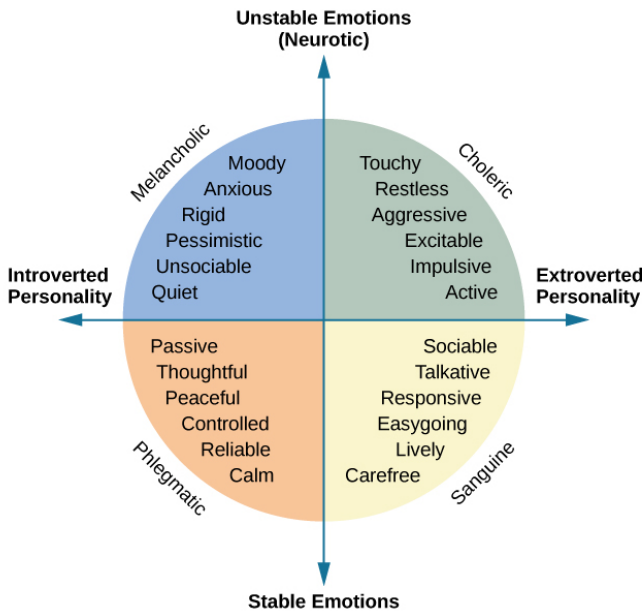 Unstable Emotions
(Neurotic)
Melancholic
Choleric
Moody
Anxious
Rigid
Pessimistic
Unsociable
Quiet
Touchy
Restless
Aggressive
Excitable
Impulsive
Active
Introverted
Personality
Extroverted
Personality
Passive
Thoughtful
Peaceful
Controlled
Reliable
Calm
Sociable
Talkative
Responsive
Easygoing
Lively
Carefree
Phlegmatic
Sanguine
Stable Emotions